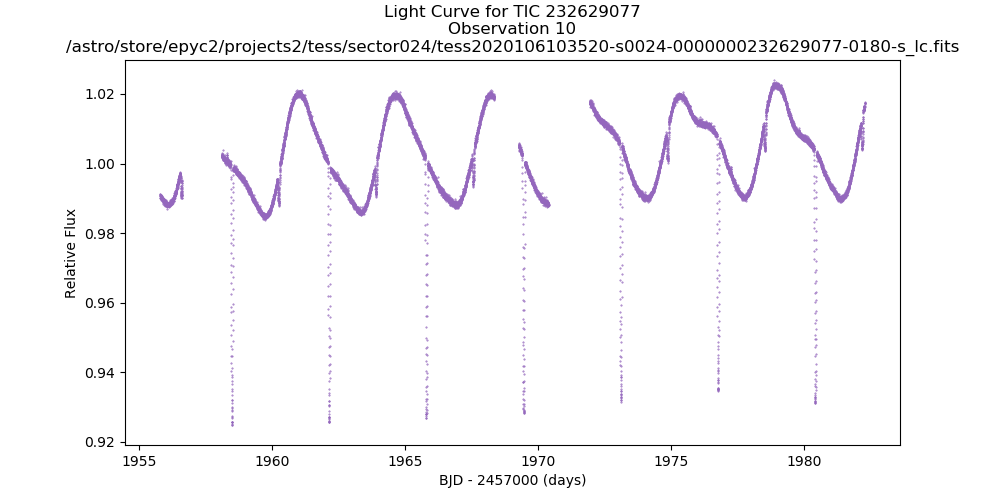 Light Curve for TIC 232629077
Observation 10
/astro/store/epyc2/projects2/tess/sector024/tess2020106103520-s0024-0000000232629077-0180-s_lc.fits
1.02
1.00
0.98
0.96
0.94
0.92
Relative Flux
1955
1960
1965
1970
1975
1980
BJD - 2457000 (days)